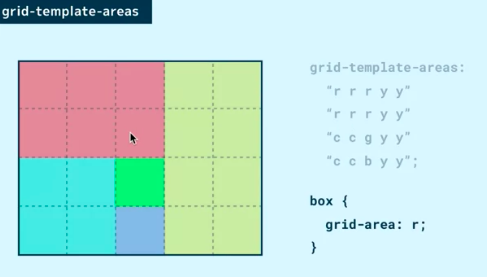 grid-template-areas
grid-template-areas:
“r r r y y”
“r r r y y”
“c c g y y”
“c c b y y”;
box {
grid-area: r;
}